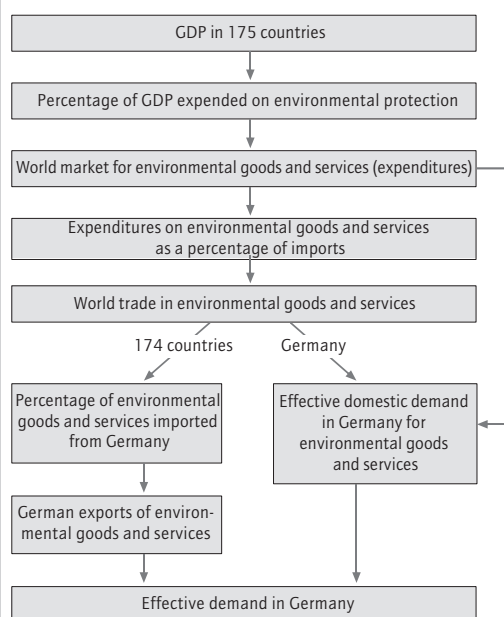 GDP in 175 countries
Percentage of GDP expended on environmental protection
World market for environmental goods and services (expenditures)
Expenditures on environmental goods and services
as a percentage of imports
World trade in environmental goods and services
174 countries
Germany
Percentage of environmental
goods and services imported
from Germany
Effective domestic demand
in Germany for
environmental goods
and services
German exports of environ-
mental goods and services
Effective demand in Germany